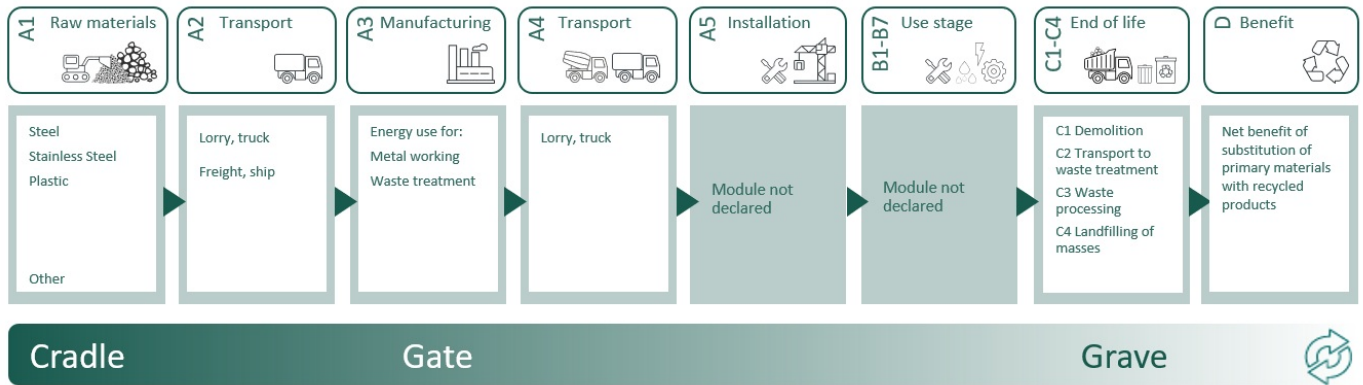 A1 Raw materials
A2 Transport
A3 Manufacturing
A4 Transport
A5 Installation
B1-B7 Use stage
C1-C4 End of life
D Benefit
Steel
Stainless Steel
Plastic
Other
Lorry, truck
Freight, ship
Energy use for:
Metal working
Waste treatment
Lorry, truck
Module not
declared
Module not
declared
C1 Demolition
C2 Transport to
waste treatment
C3 Waste
processing
C4 Landfilling of
masses
Net benefit of
substitution of
primary materials
with recycled
products
Cradle
Gate
Grave